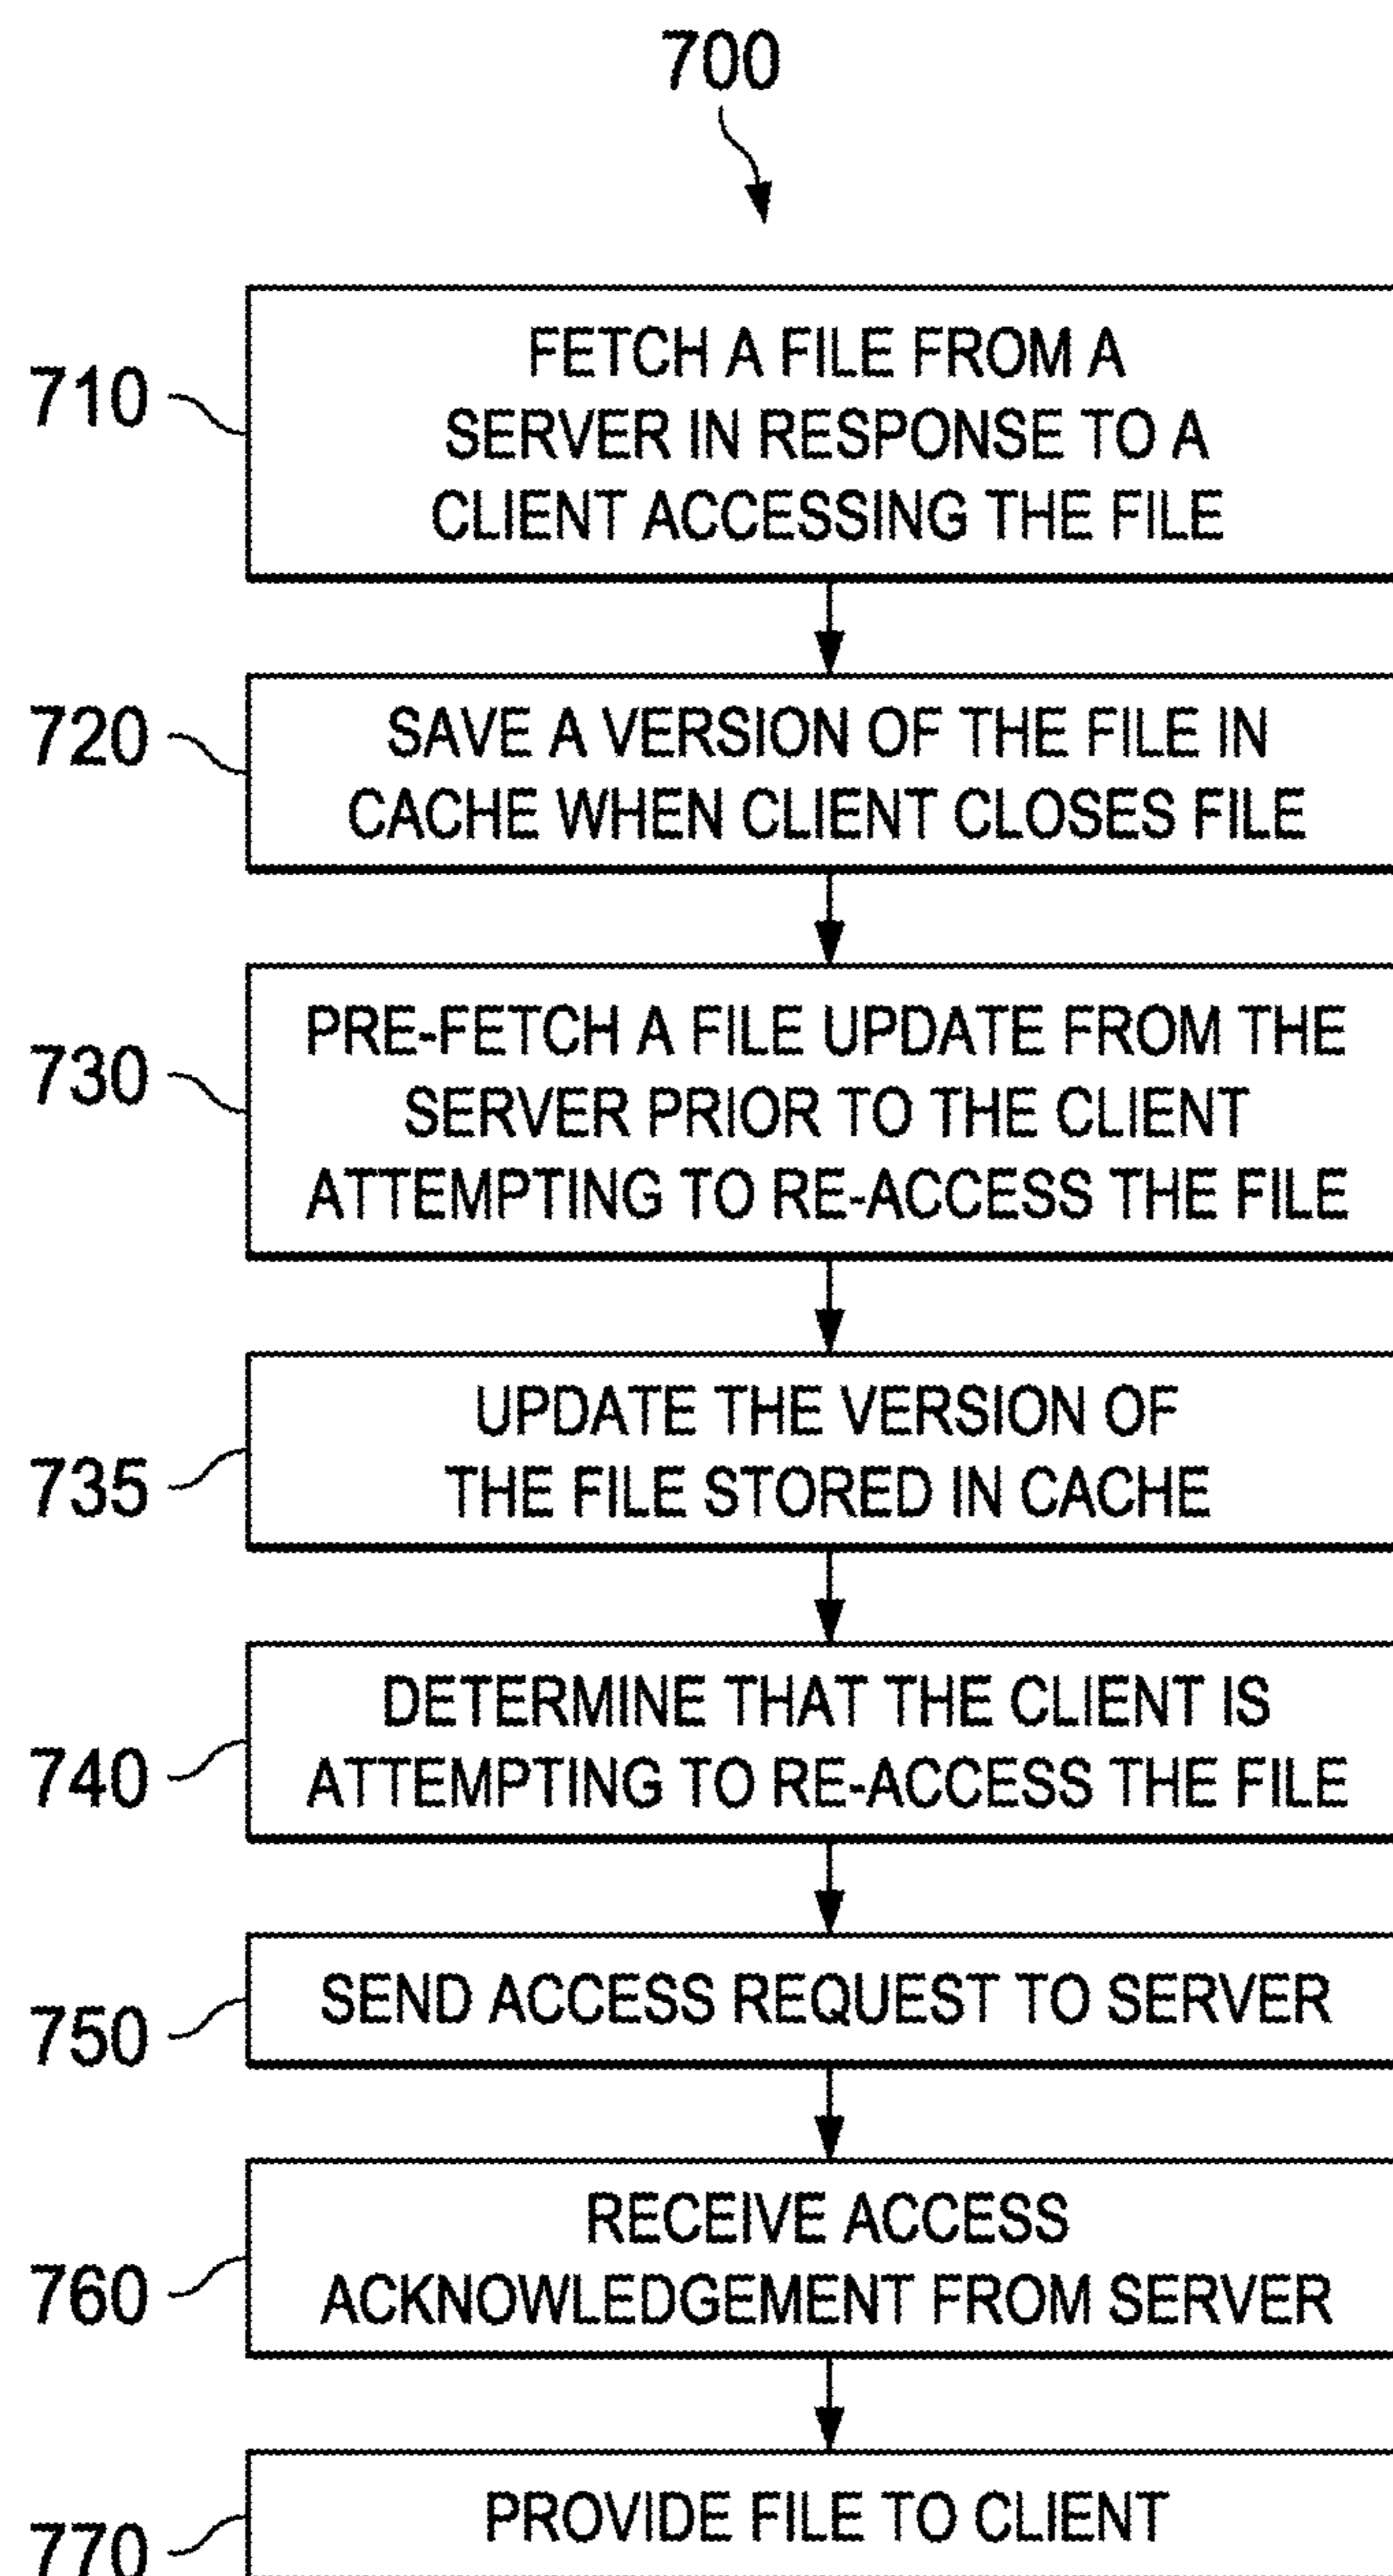 700
710
FETCH A FILE FROM A
SERVER IN RESPONSE TO A
CLIENT ACCESSING THE FILE
720
SAVE A VERSION OF THE FILE IN
CACHE WHEN CLIENT CLOSES FILE
730
PRE-FETCH A FILE UPDATE FROM THE
SERVER PRIOR TO THE CLIENT
ATTEMPTING TO RE-ACCESS THE FILE
735
UPDATE THE VERSION OF
THE FILE STORED IN CACHE
740
DETERMINE THAT THE CLIENT IS
ATTEMPTING TO RE-ACCESS THE FILE
750
SEND ACCESS REQUEST TO SERVER
760
RECEIVE ACCESS
ACKNOWLEDGEMENT FROM SERVER
770
PROVIDE FILE TO CLIENT